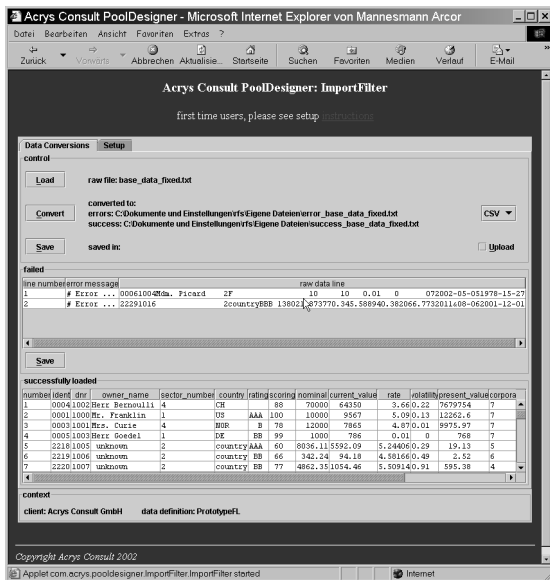 Acrys Consult PoolDesigner - Microsoft Internet Explorer von Mannesmann Arcor
Datei Bearbeiten Ansicht Favoriten Extras ?
Zurück Vorwärts Abbrechen Aktualisie... Startseite Suchen Favoriten Medien Verlauf E-Mail
Acrys Consult PoolDesigner: ImportFilter
first time users, please see setup instructions
Data Conversions Setup
control
Load raw file: base_data_fixed.txt
converted to:
Convert errors: C:\Dokumente und Einstellungen\rfs\Eigene Dateien\error_base_data_fixed.txt CSV
success: C:\Dokumente und Einstellungen\rfs\Eigene Dateien\success_base_data_fixed.txt
Save saved in: Upload
failed
line number error message raw data line
1 # Error ... 00061004Mdm. Picard 2F 10 10 0.01 0 072002-05-051978-15-27
2 # Error ... 22291016 2countryBBB
Save
successfully loaded
number ident dnr owner_name sector_number country rating scoring nominal current_value rate volatility present_value corpora
1 0004 1002 Herr Bernoulli 4 CH 88 70000 64350 3.66 0.22 7679754 7
2 0001 1000 Mr. Franklin 1 US AAA 100 10000 9567 5.09 0.13 12262.6 7
3 0003 1001 Mrs. Curie 4 NOR B 78 12000 7865 4.87 0.01 9975.97 7
4 0005 1003 Herr Goedel 1 DE BB 99 1000 786 0.01 0 768 7
5 2218 1005 unknown 2 country AAA 60 8036.11 5592.09 5.24406 0.29 19.13 5
6 2219 1006 unknown 2 country BB 66 342.24 94.18 4.58166 0.49 2.52 6
7 2220 1007 unknown 2 country BB 77 4862.35 1054.46 5.50914 0.91 595.38 4
context
client: Acrys Consult GmbH data definition: PrototypeFL
Copyright Acrys Consult 2002
Applet com.acrys.pooldesigner.ImportFilter.ImportFilter started Internet